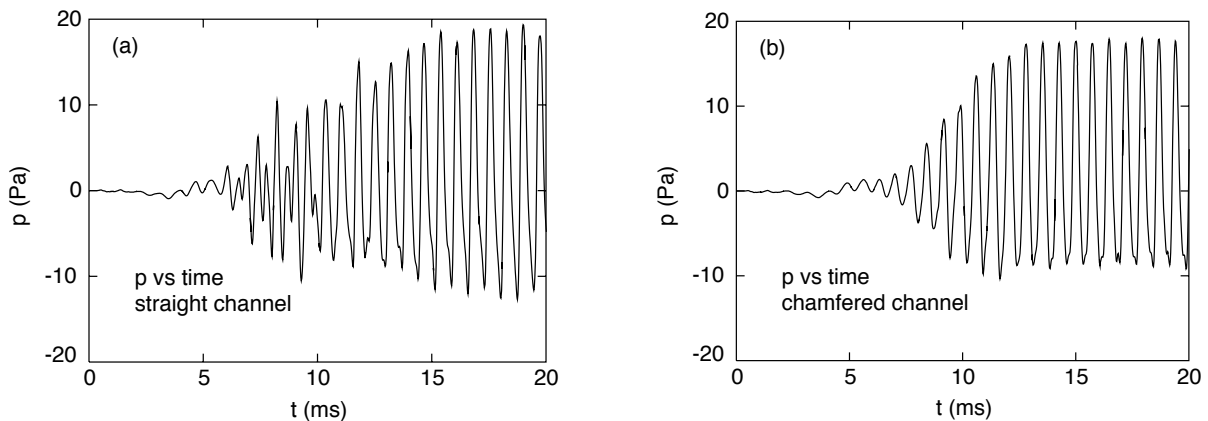 (a)
20
10
0
-10
-20
p (Pa)
p vs time
straight channel
0 5 10 15 20
t (ms)
(b)
20
10
0
-10
-20
p (Pa)
p vs time
chamfered channel
0 5 10 15 20
t (ms)